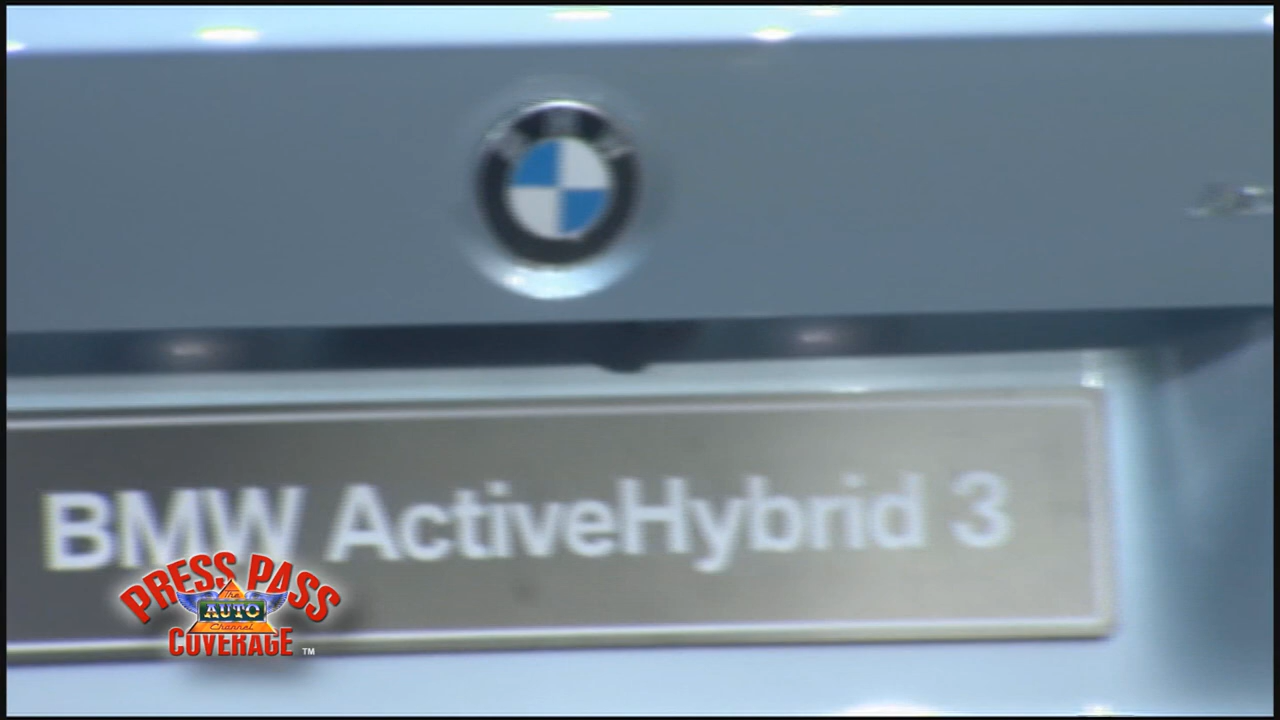 BMW ActiveHybrid 3
PRESS PASS
The
AUTO
Channel
COVERAGE ™